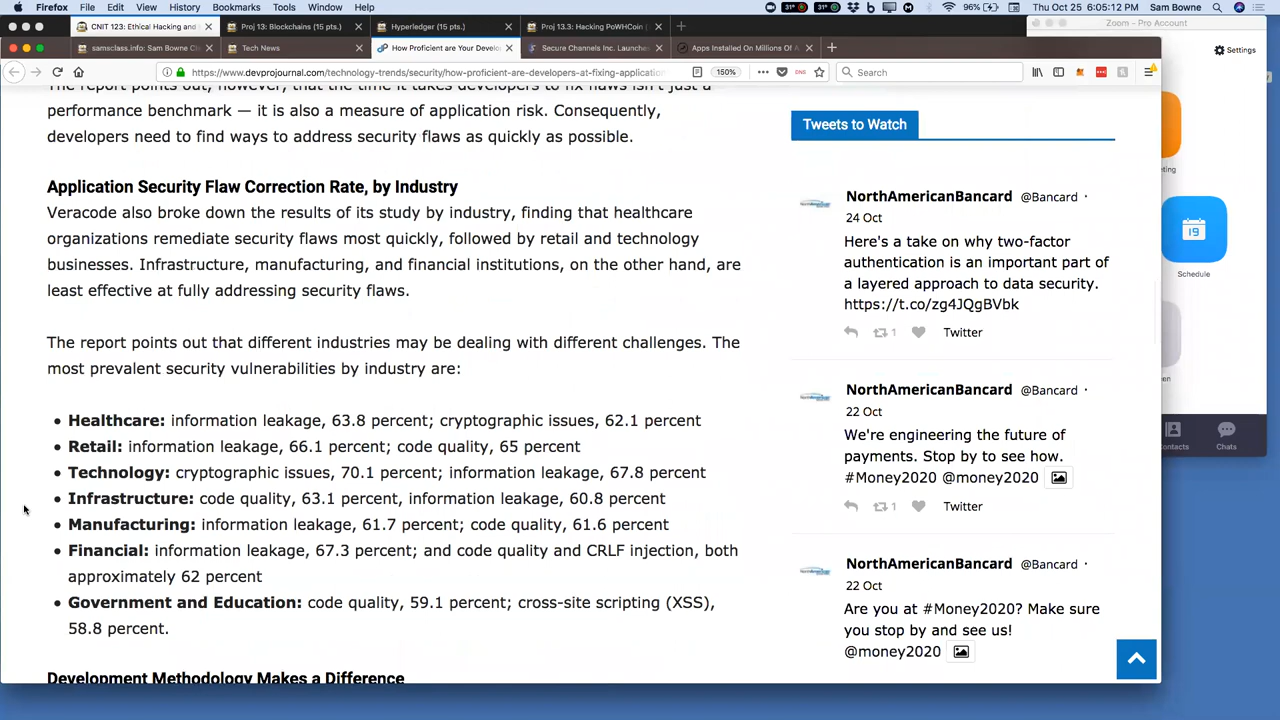 Firefox File Edit View History Bookmarks Tools Window Help
31° 31° 96% Thu Oct 25 6:05:12 PM Sam Bowne
CNIT 123: Ethical Hacking and
Proj 13: Blockchains (15 pts.)
Hyperledger (15 pts.)
Proj 13.3: Hacking PoWHCoin (
Zoom - Pro Account
samsclass.info: Sam Bowne
Tech News
How Proficient are Your Develo
Secure Channels Inc. Launches
Apps Installed On Millions Of A
https://www.devprojournal.com/technology-trends/security/how-proficient-are-developers-at-fixing-application
150%
Search
Settings
The report points out, however, that the time it takes developers to fix flaws isn't just a
performance benchmark — it is also a measure of application risk. Consequently,
developers need to find ways to address security flaws as quickly as possible.
Application Security Flaw Correction Rate, by Industry
Veracode also broke down the results of its study by industry, finding that healthcare
organizations remediate security flaws most quickly, followed by retail and technology
businesses. Infrastructure, manufacturing, and financial institutions, on the other hand, are
least effective at fully addressing security flaws.
The report points out that different industries may be dealing with different challenges. The
most prevalent security vulnerabilities by industry are:
• Healthcare: information leakage, 63.8 percent; cryptographic issues, 62.1 percent
• Retail: information leakage, 66.1 percent; code quality, 65 percent
• Technology: cryptographic issues, 70.1 percent; information leakage, 67.8 percent
• Infrastructure: code quality, 63.1 percent, information leakage, 60.8 percent
• Manufacturing: information leakage, 61.7 percent; code quality, 61.6 percent
• Financial: information leakage, 67.3 percent; and code quality and CRLF injection, both
approximately 62 percent
• Government and Education: code quality, 59.1 percent; cross-site scripting (XSS),
58.8 percent.
Development Methodology Makes a Difference
Tweets to Watch
NorthAmericanBancard @Bancard ·
24 Oct
Here's a take on why two-factor
authentication is an important part of
a layered approach to data security.
https://t.co/zg4JQgBVbk
1 Twitter
NorthAmericanBancard @Bancard ·
22 Oct
We're engineering the future of
payments. Stop by to see how.
#Money2020 @money2020
1 Twitter
NorthAmericanBancard @Bancard ·
22 Oct
Are you at #Money2020? Make sure
you stop by and see us!
@money2020
eting
19
Schedule
een
ontacts
Chats